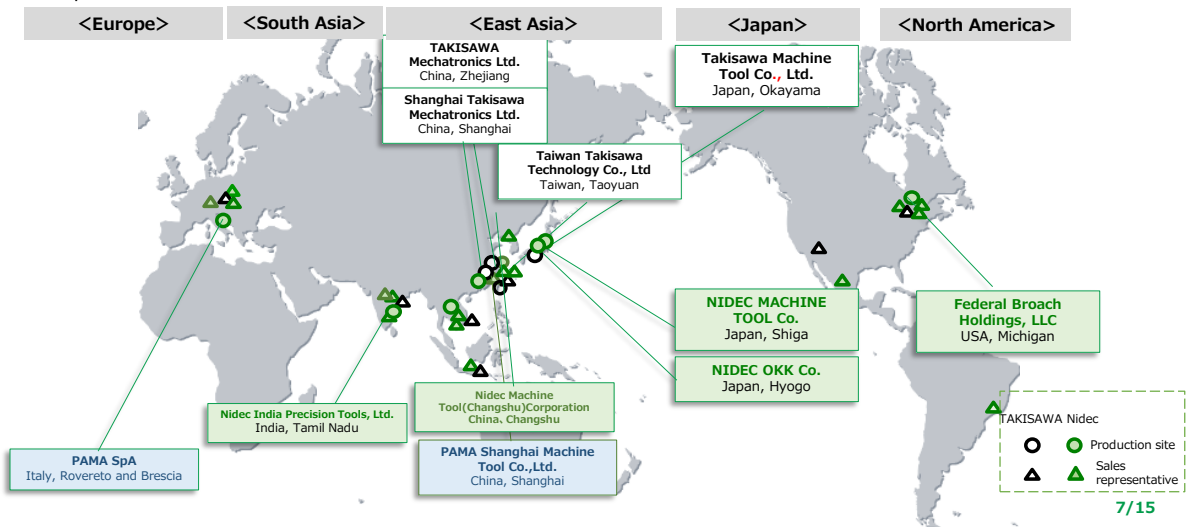 <Europe>
<South Asia>
<East Asia>
<Japan>
<North America>
TAKISAWA
Mechatronics Ltd.
China, Zhejiang
Shanghai Takisawa
Mechatronics Ltd.
China, Shanghai
Takisawa Machine
Tool Co., Ltd.
Japan, Okayama
Taiwan Takisawa
Technology Co., Ltd
Taiwan, Taoyuan
NIDEC MACHINE
TOOL Co.
Japan, Shiga
Federal Broach
Holdings, LLC
USA, Michigan
NIDEC OKK Co.
Japan, Hyogo
Nidec Machine
Tool(Changshu)Corporation
China、Changshu
Nidec India Precision Tools, Ltd.
India, Tamil Nadu
PAMA SpA
Italy, Rovereto and Brescia
PAMA Shanghai Machine
Tool Co.,Ltd.
China, Shanghai
TAKISAWA Nidec
Production site
Sales
representative
7/15